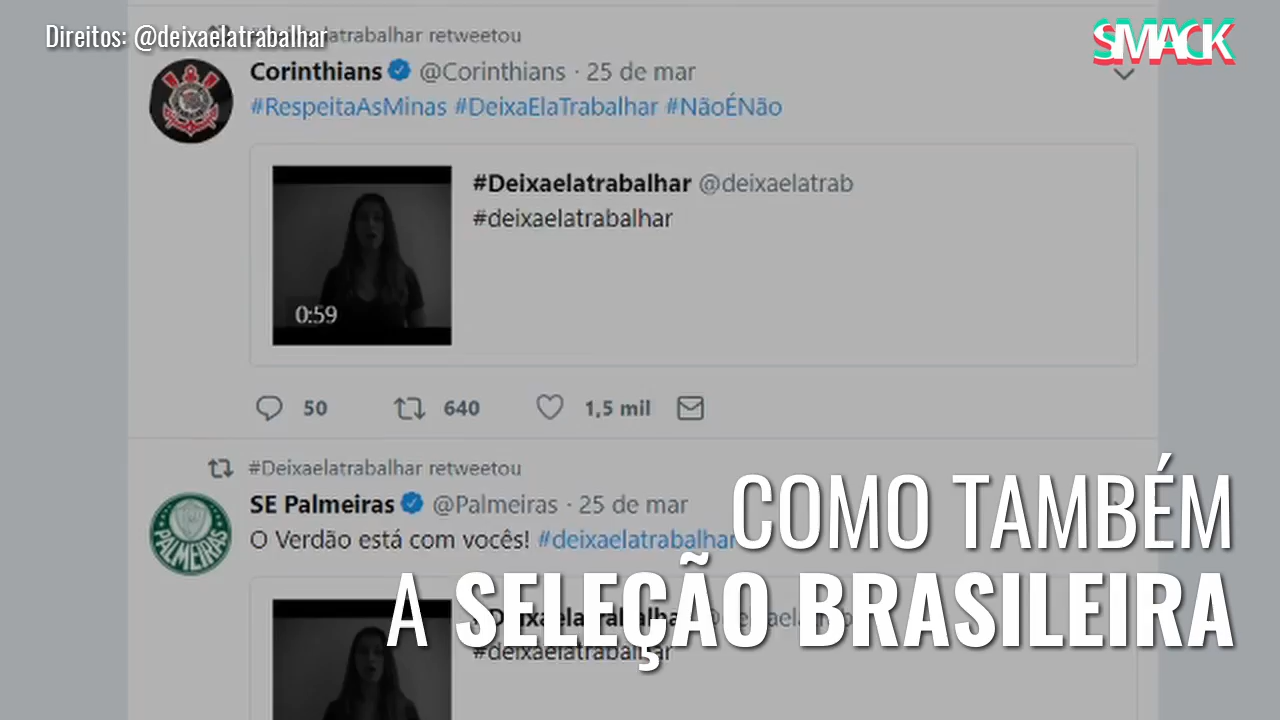 Direitos: @deixaelatrabalhar
SMACK
atrabalhar retweetou
Corinthians @Corinthians · 25 de mar
#RespeitaAsMinas #DeixaElaTrabalhar #NãoÉNão
#Deixaelatrabalhar @deixaelatrab
#deixaelatrabalhar
0:59
50 640 1,5 mil
#Deixaelatrabalhar retweetou
SE Palmeiras @Palmeiras · 25 de mar
O Verdão está com vocês! #deixaelatrabalhar
PALMEIRAS
COMO TAMBÉM
A SELEÇÃO BRASILEIRA
#Deixaelatrabalhar
#deixaelatrabalhar